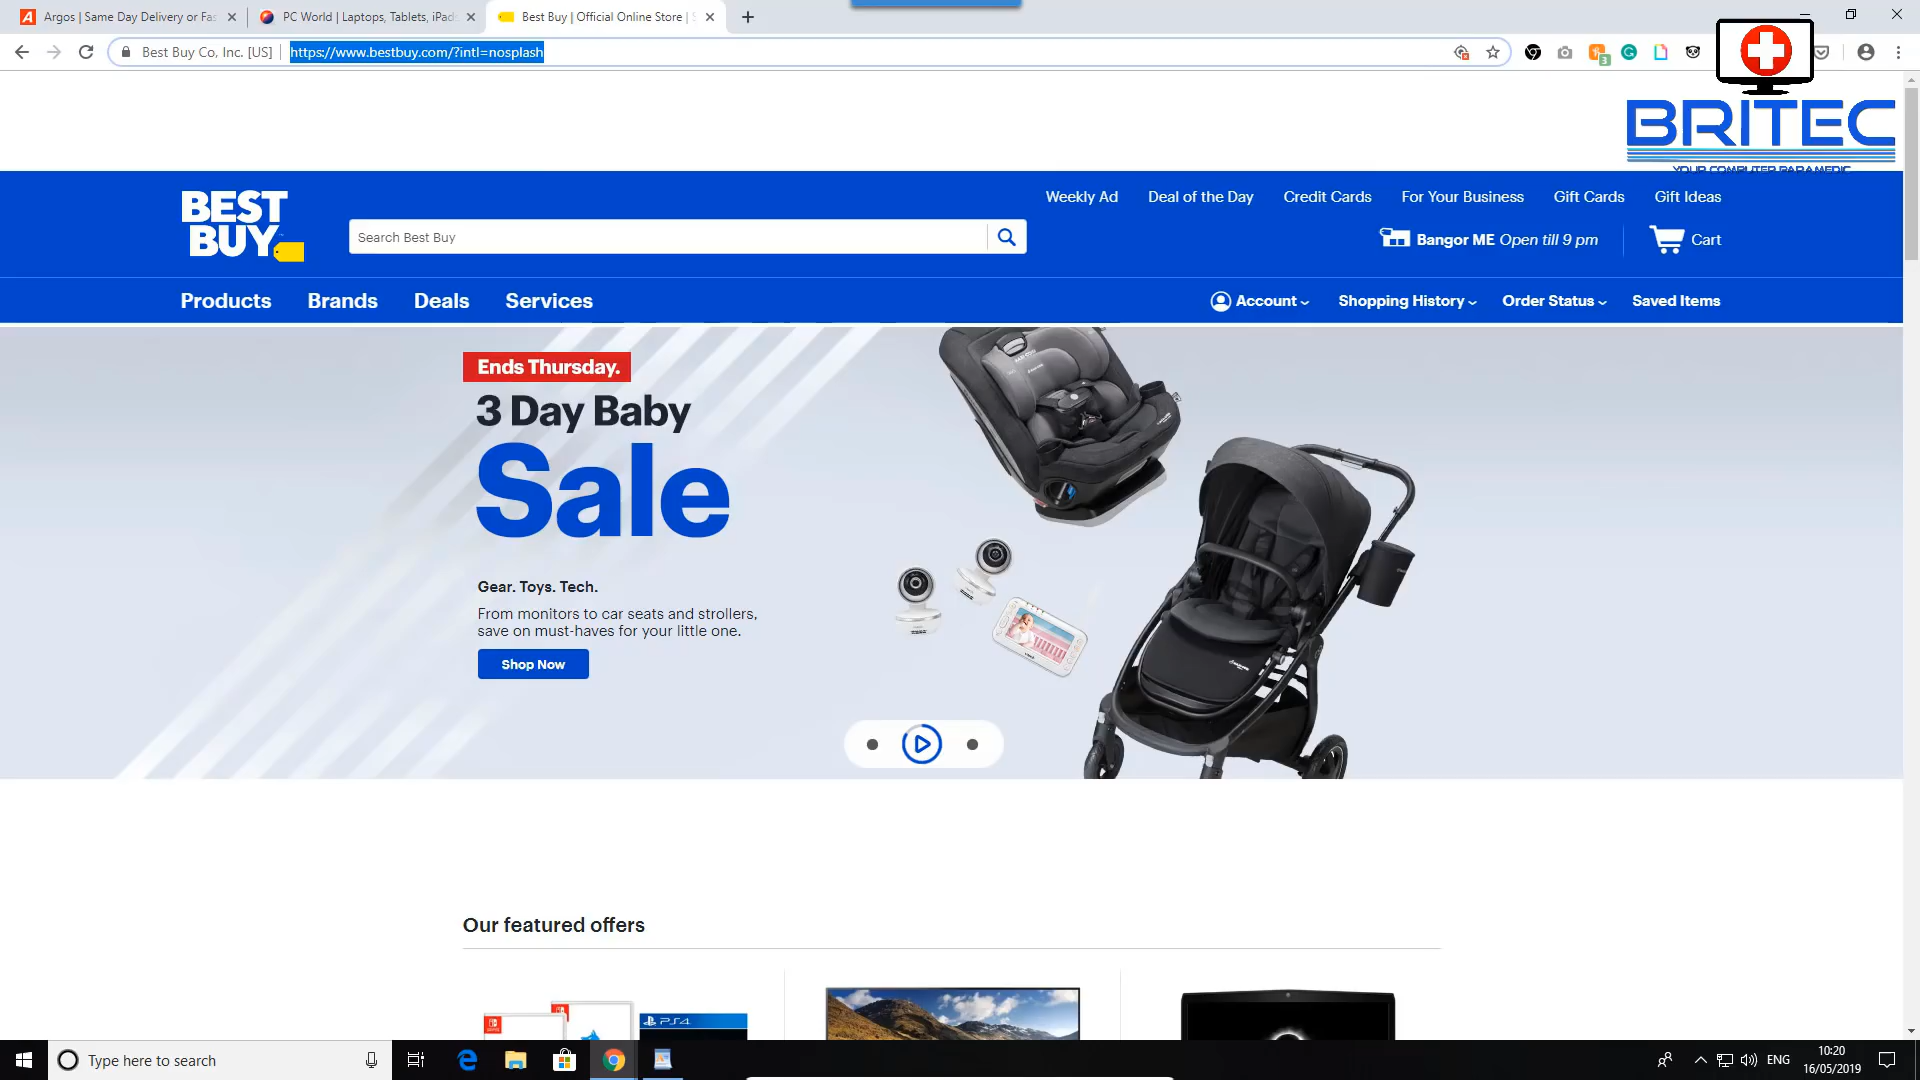 Argos | Same Day Delivery or Fas
PC World | Laptops, Tablets, iPads
Best Buy | Official Online Store |
Best Buy Co, Inc. [US]
https://www.bestbuy.com/?intl=nosplash
3
BRITEC
YOUR COMPUTER PARAMEDIC
BEST BUY
Weekly Ad
Deal of the Day
Credit Cards
For Your Business
Gift Cards
Gift Ideas
Search Best Buy
Bangor ME Open till 9 pm
Cart
Products
Brands
Deals
Services
Account
Shopping History
Order Status
Saved Items
Ends Thursday.
3 Day Baby
Sale
Gear. Toys. Tech.
From monitors to car seats and strollers,
save on must-haves for your little one.
Shop Now
Our featured offers
PS4
Type here to search
ENG
10:20
16/05/2019